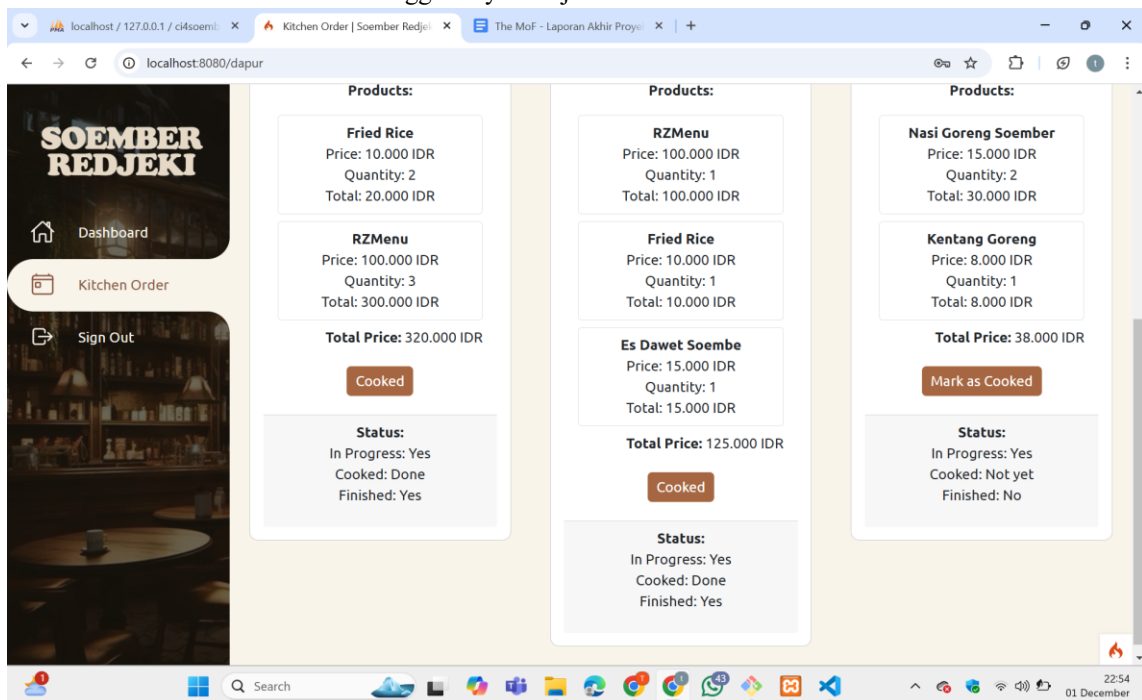 localhost / 127.0.0.1 / ci4soemb
Kitchen Order | Soember Redje
The MoF - Laporan Akhir Proye
localhost:8080/dapur
SOEMBER
REDJEKI
Dashboard
Kitchen Order
Sign Out
Products:
Fried Rice
Price: 10.000 IDR
Quantity: 2
Total: 20.000 IDR
RZMenu
Price: 100.000 IDR
Quantity: 3
Total: 300.000 IDR
Total Price: 320.000 IDR
Cooked
Status:
In Progress: Yes
Cooked: Done
Finished: Yes
Products:
RZMenu
Price: 100.000 IDR
Quantity: 1
Total: 100.000 IDR
Fried Rice
Price: 10.000 IDR
Quantity: 1
Total: 10.000 IDR
Es Dawet Soembe
Price: 15.000 IDR
Quantity: 1
Total: 15.000 IDR
Total Price: 125.000 IDR
Cooked
Status:
In Progress: Yes
Cooked: Done
Finished: Yes
Products:
Nasi Goreng Soember
Price: 15.000 IDR
Quantity: 2
Total: 30.000 IDR
Kentang Goreng
Price: 8.000 IDR
Quantity: 1
Total: 8.000 IDR
Total Price: 38.000 IDR
Mark as Cooked
Status:
In Progress: Yes
Cooked: Not yet
Finished: No
Search
43
22:54
01 December